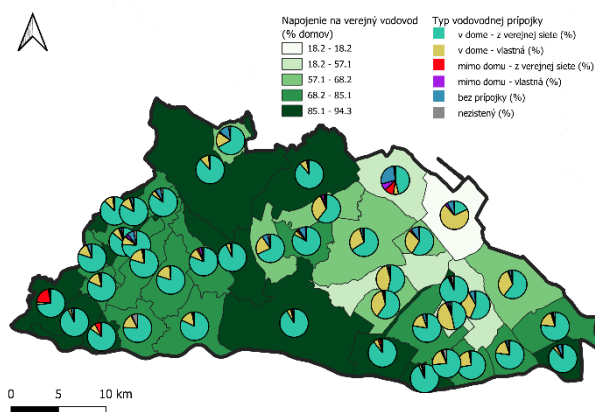 Napojenie na verejný vodovod
(% domov)
18.2 - 18.2
18.2 - 57.1
57.1 - 68.2
68.2 - 85.1
85.1 - 94.3
Typ vodovodnej prípojky
v dome - z verejnej siete (%)
v dome - vlastná (%)
mimo domu - z verejnej siete (%)
mimo domu - vlastná (%)
bez prípojky (%)
nezistený (%)
0 5 10 km